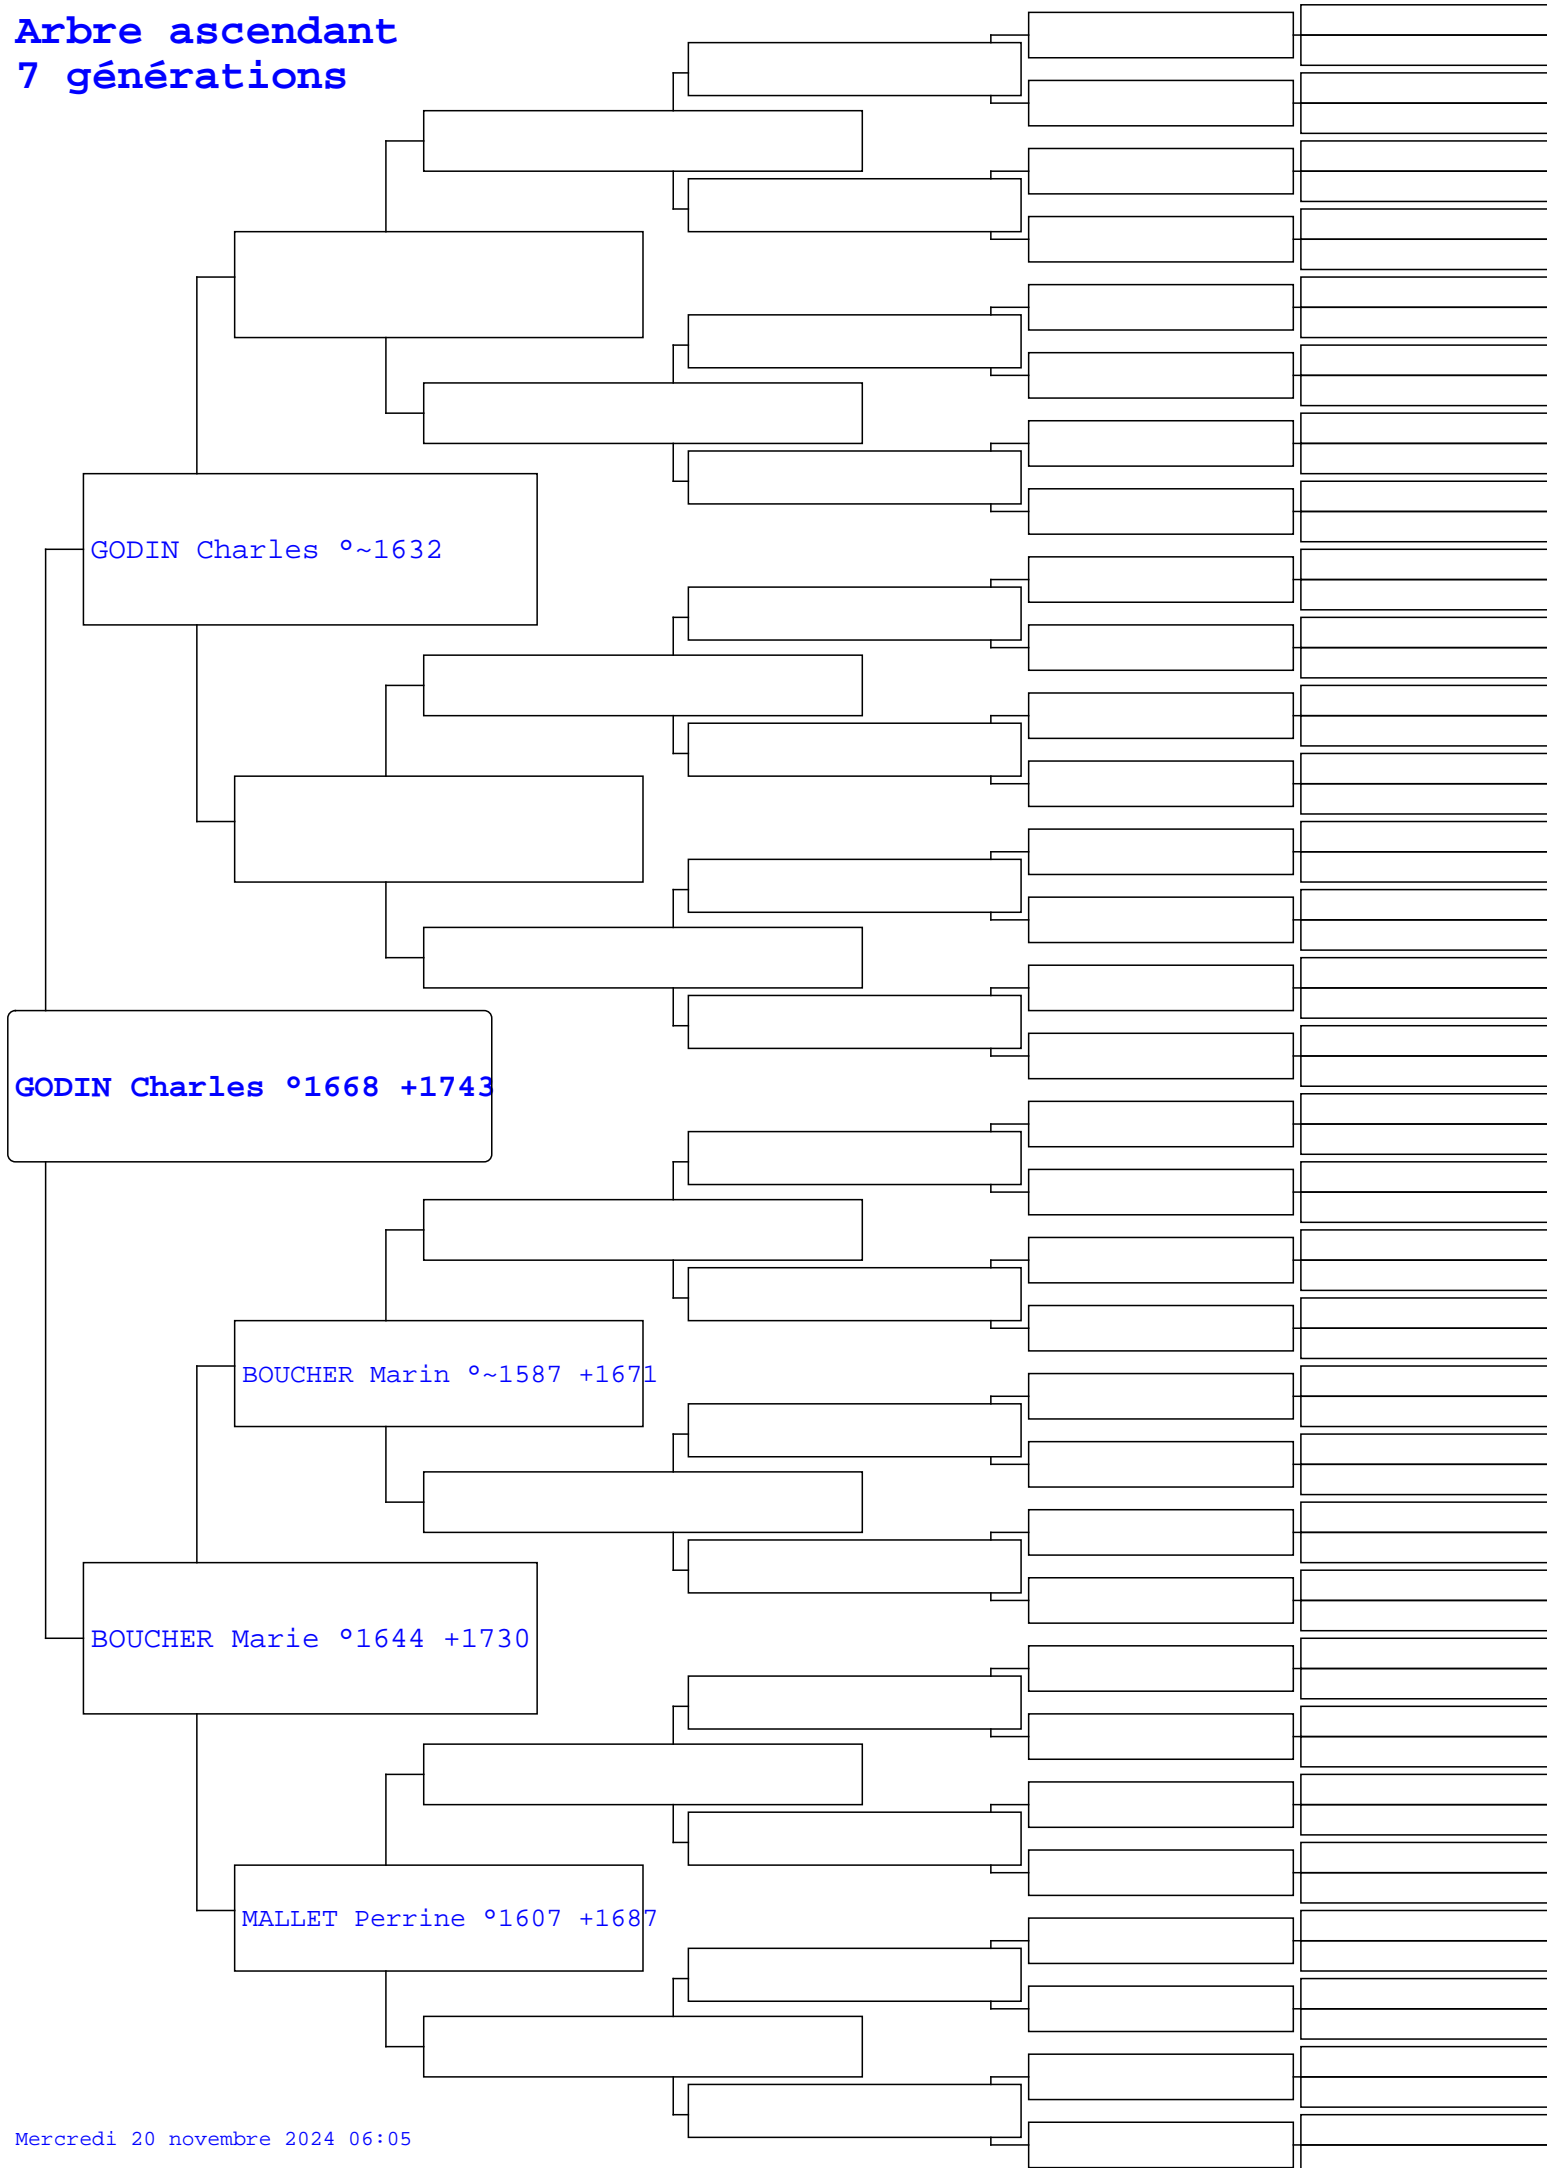 Arbre ascendant
7 générations
GODIN Charles °~1632
GODIN Charles °1668 +1743
BOUCHER Marin °~1587 +1671
BOUCHER Marie °1644 +1730
MALLET Perrine °1607 +1687
Mercredi 20 novembre 2024 06:05